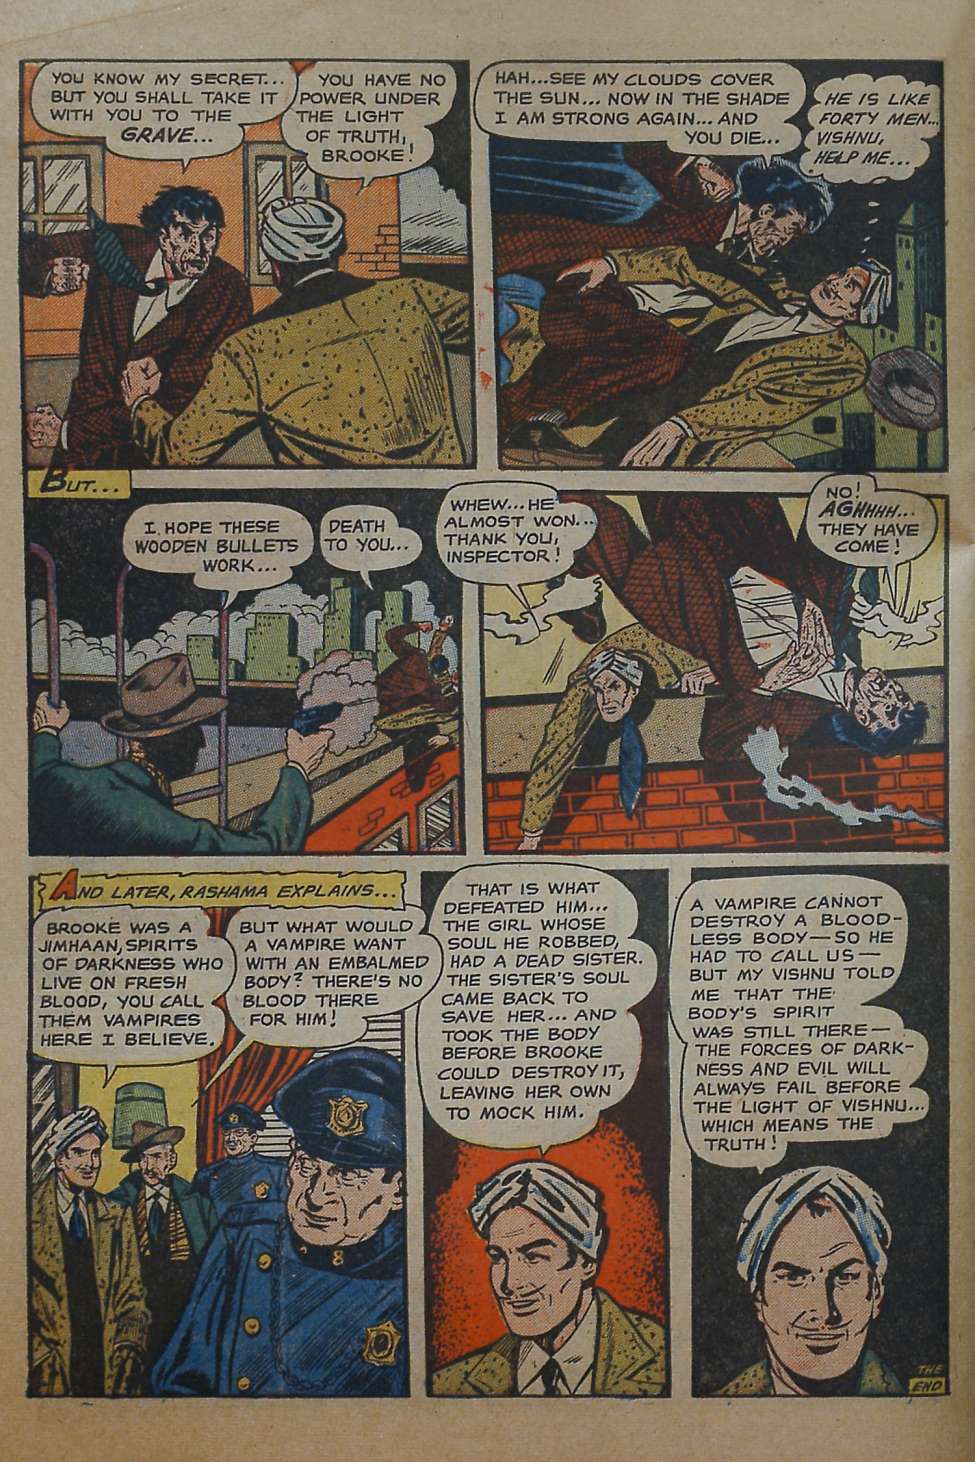 YOU KNOW MY SECRET...
BUT YOU SHALL TAKE IT
WITH YOU TO THE
GRAVE...
YOU HAVE NO
POWER UNDER
THE LIGHT
OF TRUTH,
BROOKE!
HAH...SEE MY CLOUDS COVER
THE SUN... NOW IN THE SHADE
I AM STRONG AGAIN... AND
YOU DIE...
HE IS LIKE
FORTY MEN...
VISHNU,
HELP ME...
BUT...
I HOPE THESE
WOODEN BULLETS
WORK...
DEATH
TO YOU...
WHEW... HE
ALMOST WON...
THANK YOU,
INSPECTOR!
NO!
AGHHHH...
THEY HAVE
COME!
AND LATER, RASHAMA EXPLAINS...
BROOKE WAS A
JIMHAAN, SPIRITS
OF DARKNESS WHO
LIVE ON FRESH
BLOOD, YOU CALL
THEM VAMPIRES
HERE I BELIEVE.
BUT WHAT WOULD
A VAMPIRE WANT
WITH AN EMBALMED
BODY? THERE'S NO
BLOOD THERE
FOR HIM!
8
THAT IS WHAT
DEFEATED HIM...
THE GIRL WHOSE
SOUL HE ROBBED,
HAD A DEAD SISTER.
THE SISTER'S SOUL
CAME BACK TO
SAVE HER... AND
TOOK THE BODY
BEFORE BROOKE
COULD DESTROY IT,
LEAVING HER OWN
TO MOCK HIM.
A VAMPIRE CANNOT
DESTROY A BLOOD-
LESS BODY—SO HE
HAD TO CALL US—
BUT MY VISHNU TOLD
ME THAT THE
BODY'S SPIRIT
WAS STILL THERE—
THE FORCES OF DARK-
NESS AND EVIL WILL
ALWAYS FAIL BEFORE
THE LIGHT OF VISHNU...
WHICH MEANS THE
TRUTH!
THE
END